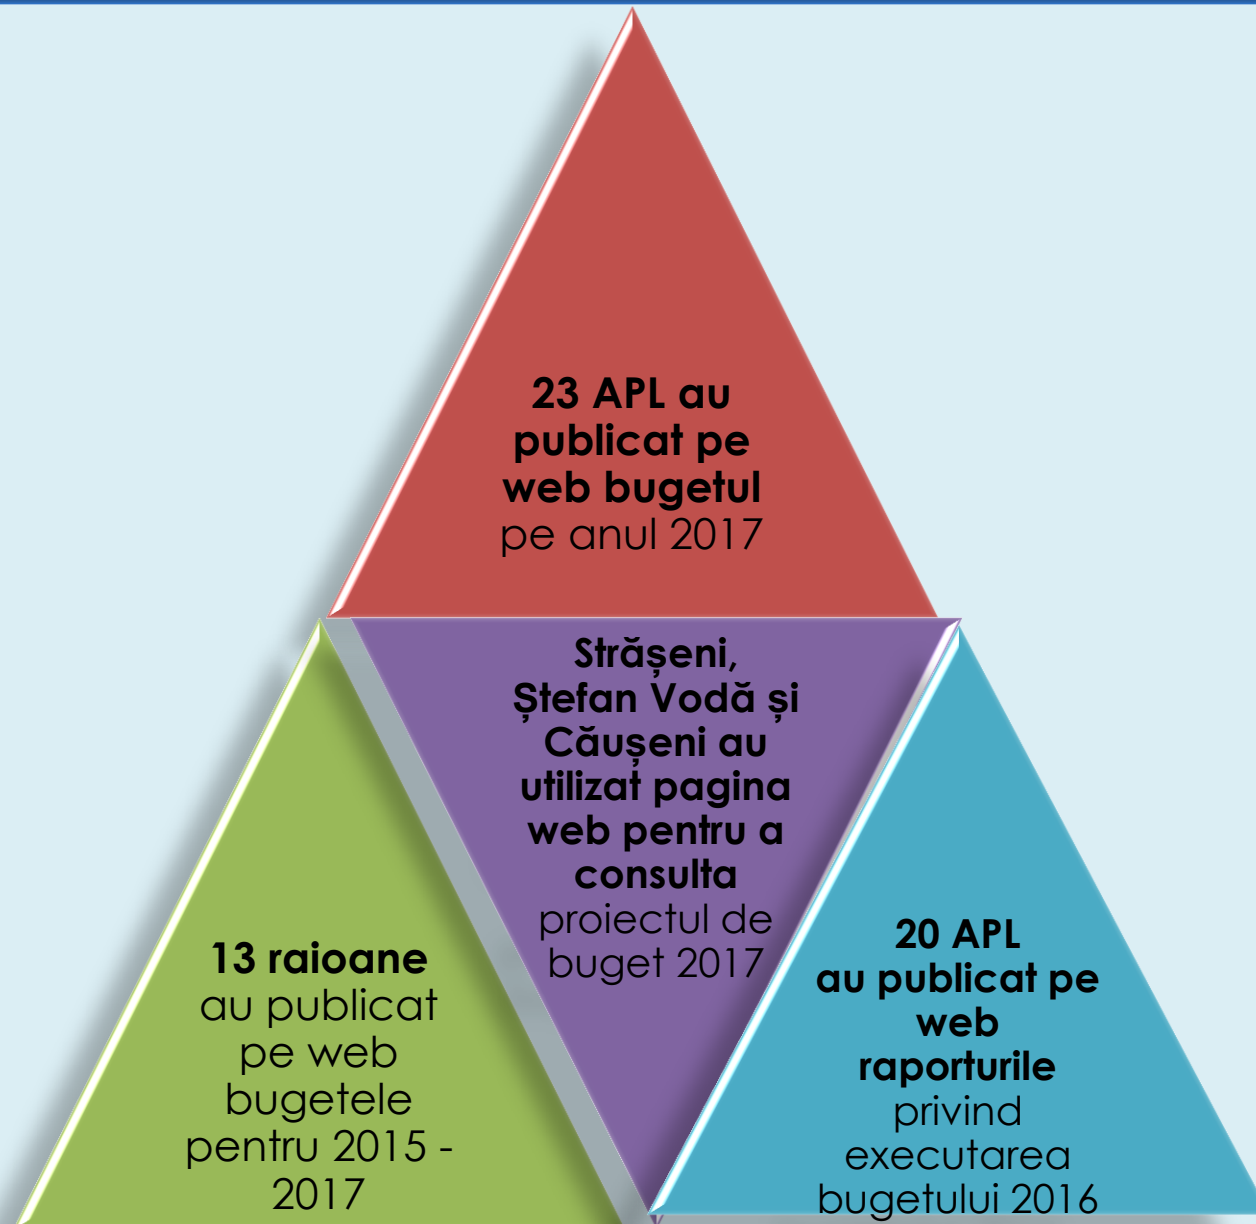 23 APL au
publicat pe
web bugetul
pe anul 2017
Strășeni,
Ștefan Vodă și
Căușeni au
utilizat pagina
web pentru a
consulta
proiectul de
buget 2017
13 raioane
au publicat
pe web
bugetele
pentru 2015 -
2017
20 APL
au publicat pe
web
raporturile
privind
executarea
bugetului 2016